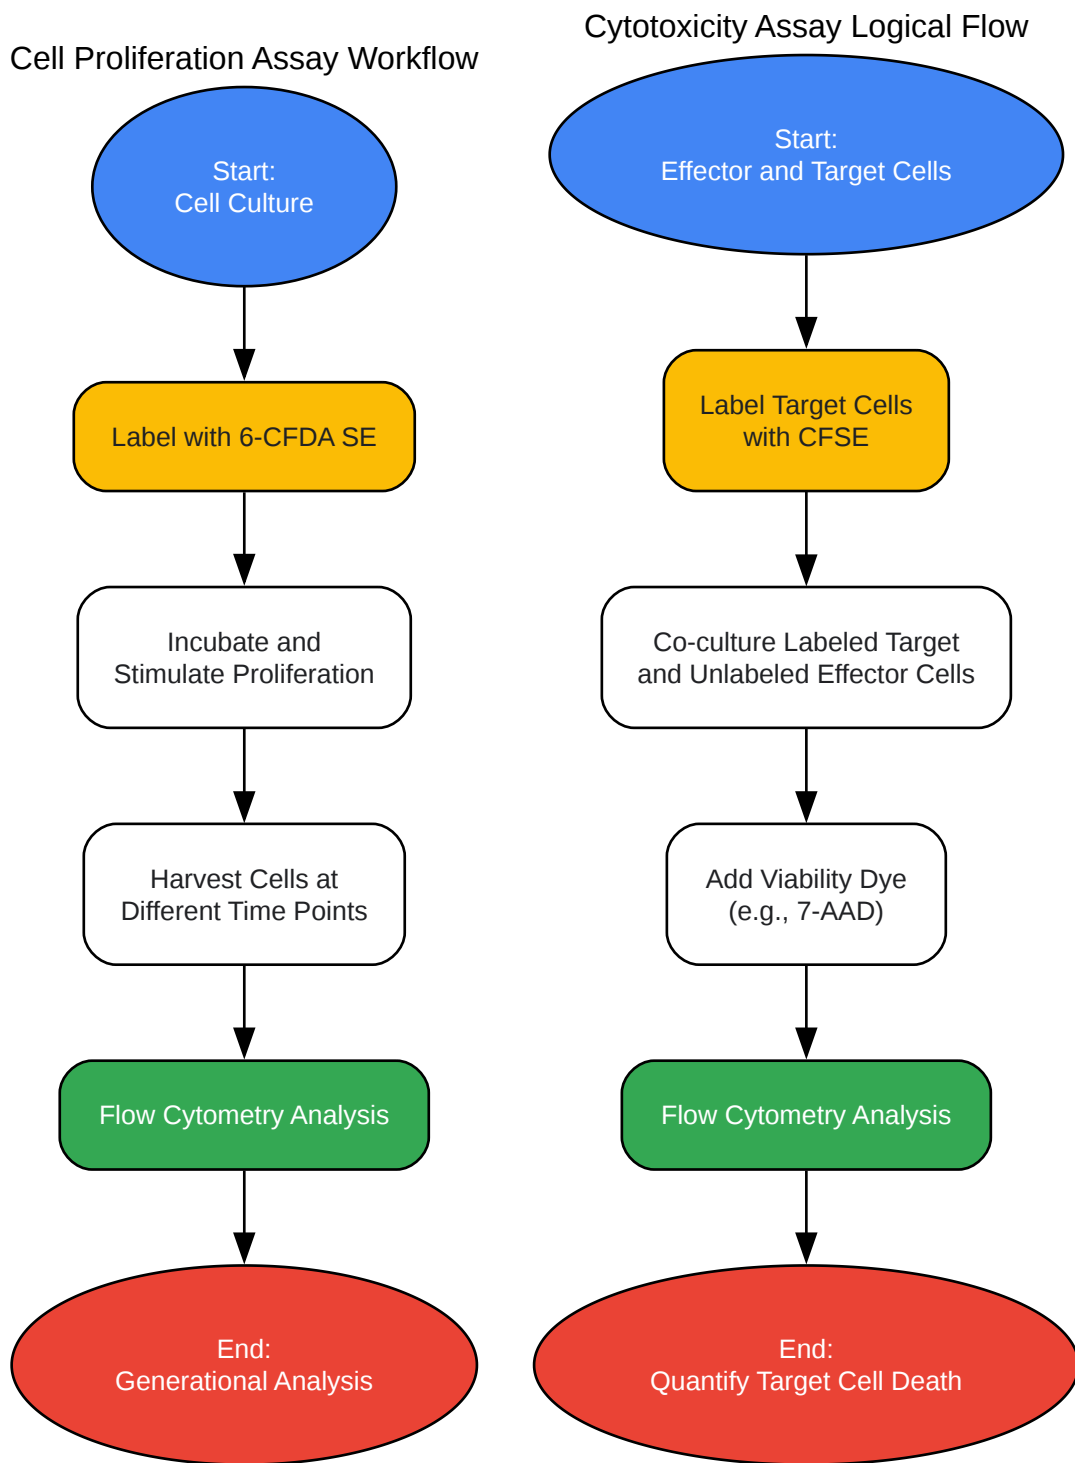 Cell Proliferation Assay Workflow
Start:
Cell Culture
Label with 6-CFDA SE
Incubate and
Stimulate Proliferation
Harvest Cells at
Different Time Points
Flow Cytometry Analysis
End:
Generational Analysis
Cytotoxicity Assay Logical Flow
Start:
Effector and Target Cells
Label Target Cells
with CFSE
Co-culture Labeled Target
and Unlabeled Effector Cells
Add Viability Dye
(e.g., 7-AAD)
Flow Cytometry Analysis
End:
Quantify Target Cell Death